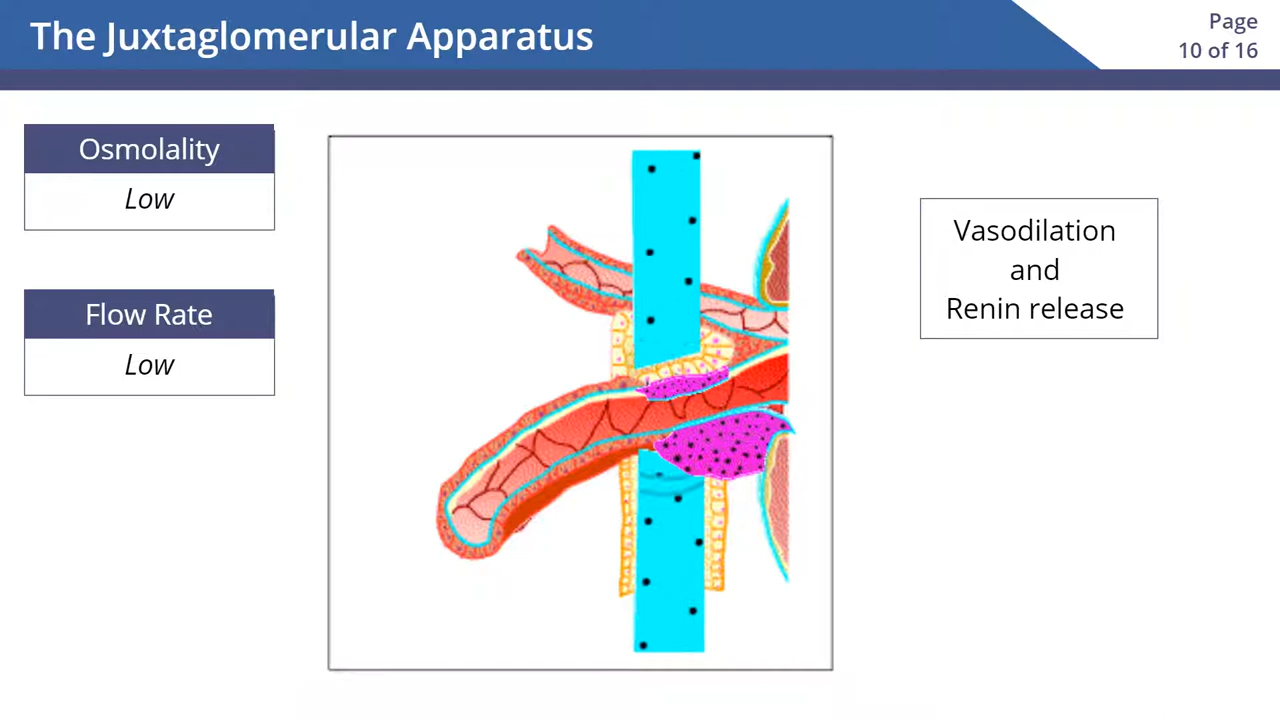 The Juxtaglomerular Apparatus
Page
10 of 16
Osmolality
Low
Flow Rate
Low
Vasodilation
and
Renin release